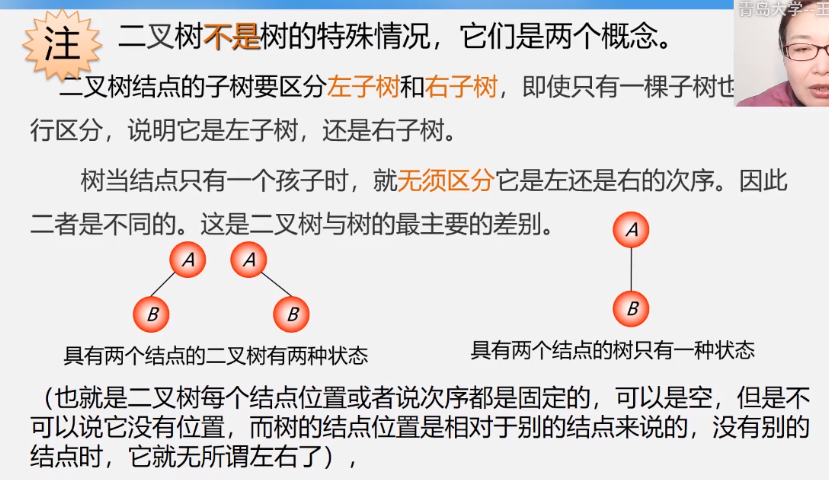 青岛大学-王
注
二叉树不是树的特殊情况，它们是两个概念。
二叉树结点的子树要区分左子树和右子树，即使只有一棵子树也
行区分，说明它是左子树，还是右子树。
树当结点只有一个孩子时，就无须区分它是左还是右的次序。因此
二者是不同的。这是二叉树与树的最主要的差别。
A A A
B B B
具有两个结点的二叉树有两种状态
具有两个结点的树只有一种状态
（也就是二叉树每个结点位置或者说次序都是固定的，可以是空，但是不
可以说它没有位置，而树的结点位置是相对于别的结点来说的，没有别的
结点时，它就无所谓左右了），